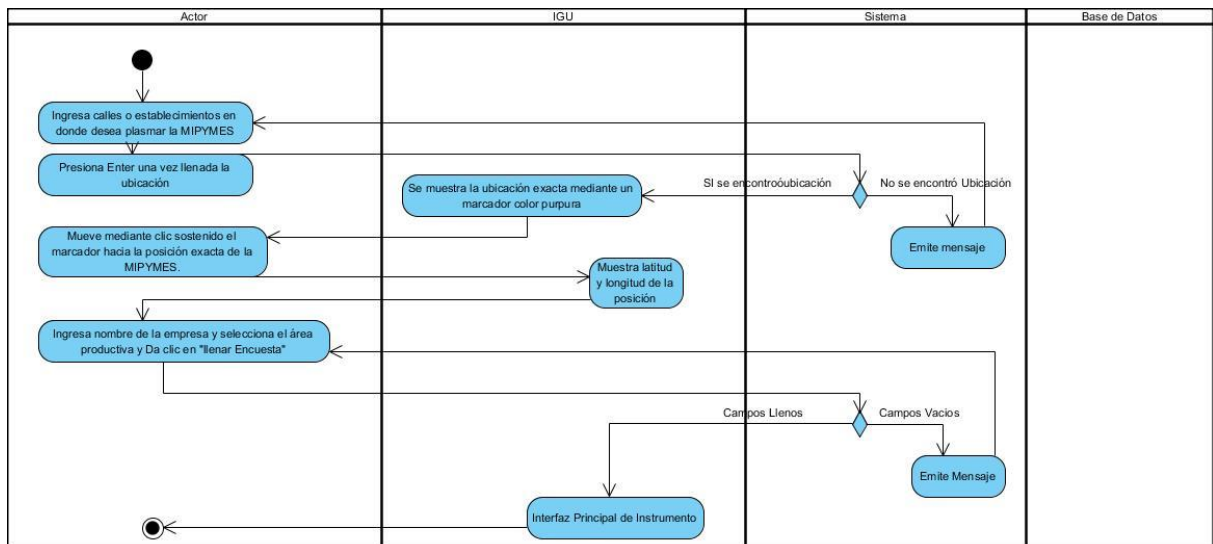 Actor
IGU
Sistema
Base de Datos
Ingresa calles o establecimientos en
donde desea plasmar la MIPYMES
Presiona Enter una vez llenada la
ubicación
SI se encontroóubicación
No se encontró Ubicación
Se muestra la ubicación exacta mediante un
marcador color purpura
Emite mensaje
Mueve mediante clic sostenido el
marcador hacia la posición exacta de la
MIPYMES.
Muestra latitud
y longitud de la
posición
Ingresa nombre de la empresa y selecciona el área
productiva y Da clic en "llenar Encuesta"
Campos Llenos
Campos Vacios
Emite Mensaje
Interfaz Principal de Instrumento